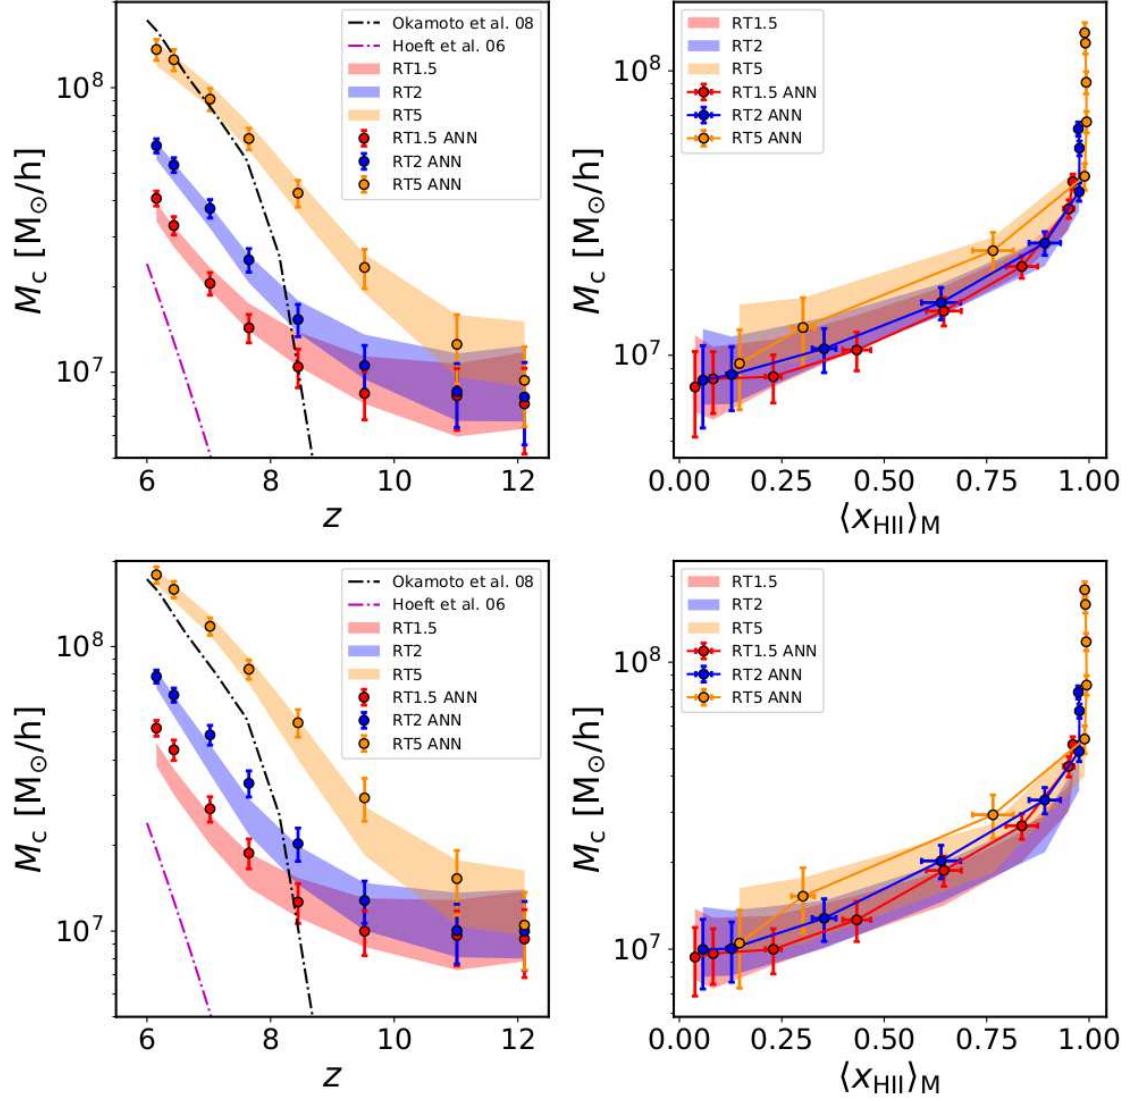 M_c [M_⊙/h]
10^8
10^7
Okamoto et al. 08
Hoeft et al. 06
RT1.5
RT2
RT5
RT1.5 ANN
RT2 ANN
RT5 ANN
6 8 10 12
z
M_c [M_⊙/h]
10^8
10^7
RT1.5
RT2
RT5
RT1.5 ANN
RT2 ANN
RT5 ANN
0.00 0.25 0.50 0.75 1.00
⟨x_HII⟩_M
M_c [M_⊙/h]
10^8
10^7
Okamoto et al. 08
Hoeft et al. 06
RT1.5
RT2
RT5
RT1.5 ANN
RT2 ANN
RT5 ANN
6 8 10 12
z
M_c [M_⊙/h]
10^8
10^7
RT1.5
RT2
RT5
RT1.5 ANN
RT2 ANN
RT5 ANN
0.00 0.25 0.50 0.75 1.00
⟨x_HII⟩_M